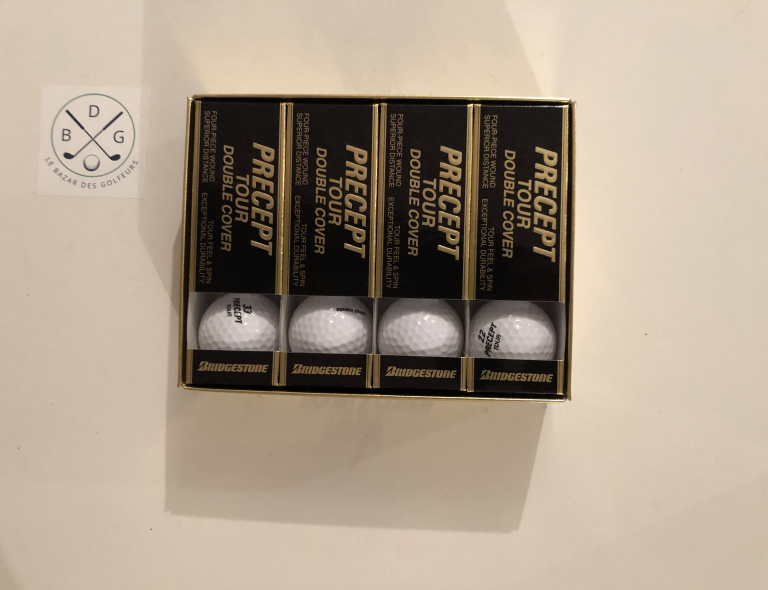 D
B G
LE BAZAR DES GOLFEURS
PRECEPT
TOUR
DOUBLE COVER
FOUR-PIECE WOUND TOUR FEEL & SPIN
SUPERIOR DISTANCE EXCEPTIONAL DURABILITY
33
PRECEPT
TOUR
BRIDGESTONE
PRECEPT
TOUR
DOUBLE COVER
FOUR-PIECE WOUND TOUR FEEL & SPIN
SUPERIOR DISTANCE EXCEPTIONAL DURABILITY
BRIDGESTONE
PRECEPT
TOUR
DOUBLE COVER
FOUR-PIECE WOUND TOUR FEEL & SPIN
SUPERIOR DISTANCE EXCEPTIONAL DURABILITY
BRIDGESTONE
PRECEPT
TOUR
DOUBLE COVER
FOUR-PIECE WOUND TOUR FEEL & SPIN
SUPERIOR DISTANCE EXCEPTIONAL DURABILITY
22
PRECEPT
TOUR
BRIDGESTONE